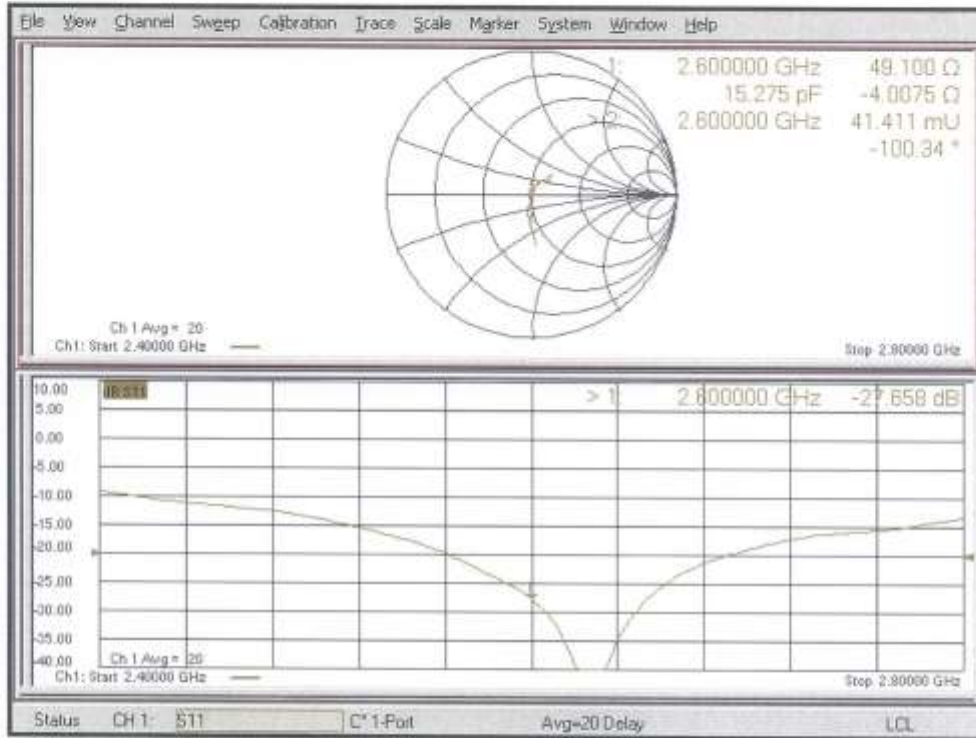 File View Channel Sweep Calibration Trace Scale Marker System Window Help
1: 2.600000 GHz 49.100 Ω
15.275 pF -4.0075 Ω
> 2: 2.600000 GHz 41.411 mU
-100.34 °
Ch 1 Avg = 20
Ch1: Start 2.40000 GHz
Stop 2.80000 GHz
10.00
dB S11
> 1: 2.600000 GHz -27.658 dB
5.00
0.00
-5.00
-10.00
-15.00
-20.00
-25.00
-30.00
-35.00
-40.00
Ch 1 Avg = 20
Ch1: Start 2.40000 GHz
Stop 2.80000 GHz
Status CH 1: S11 C* 1-Port Avg=20 Delay LCL